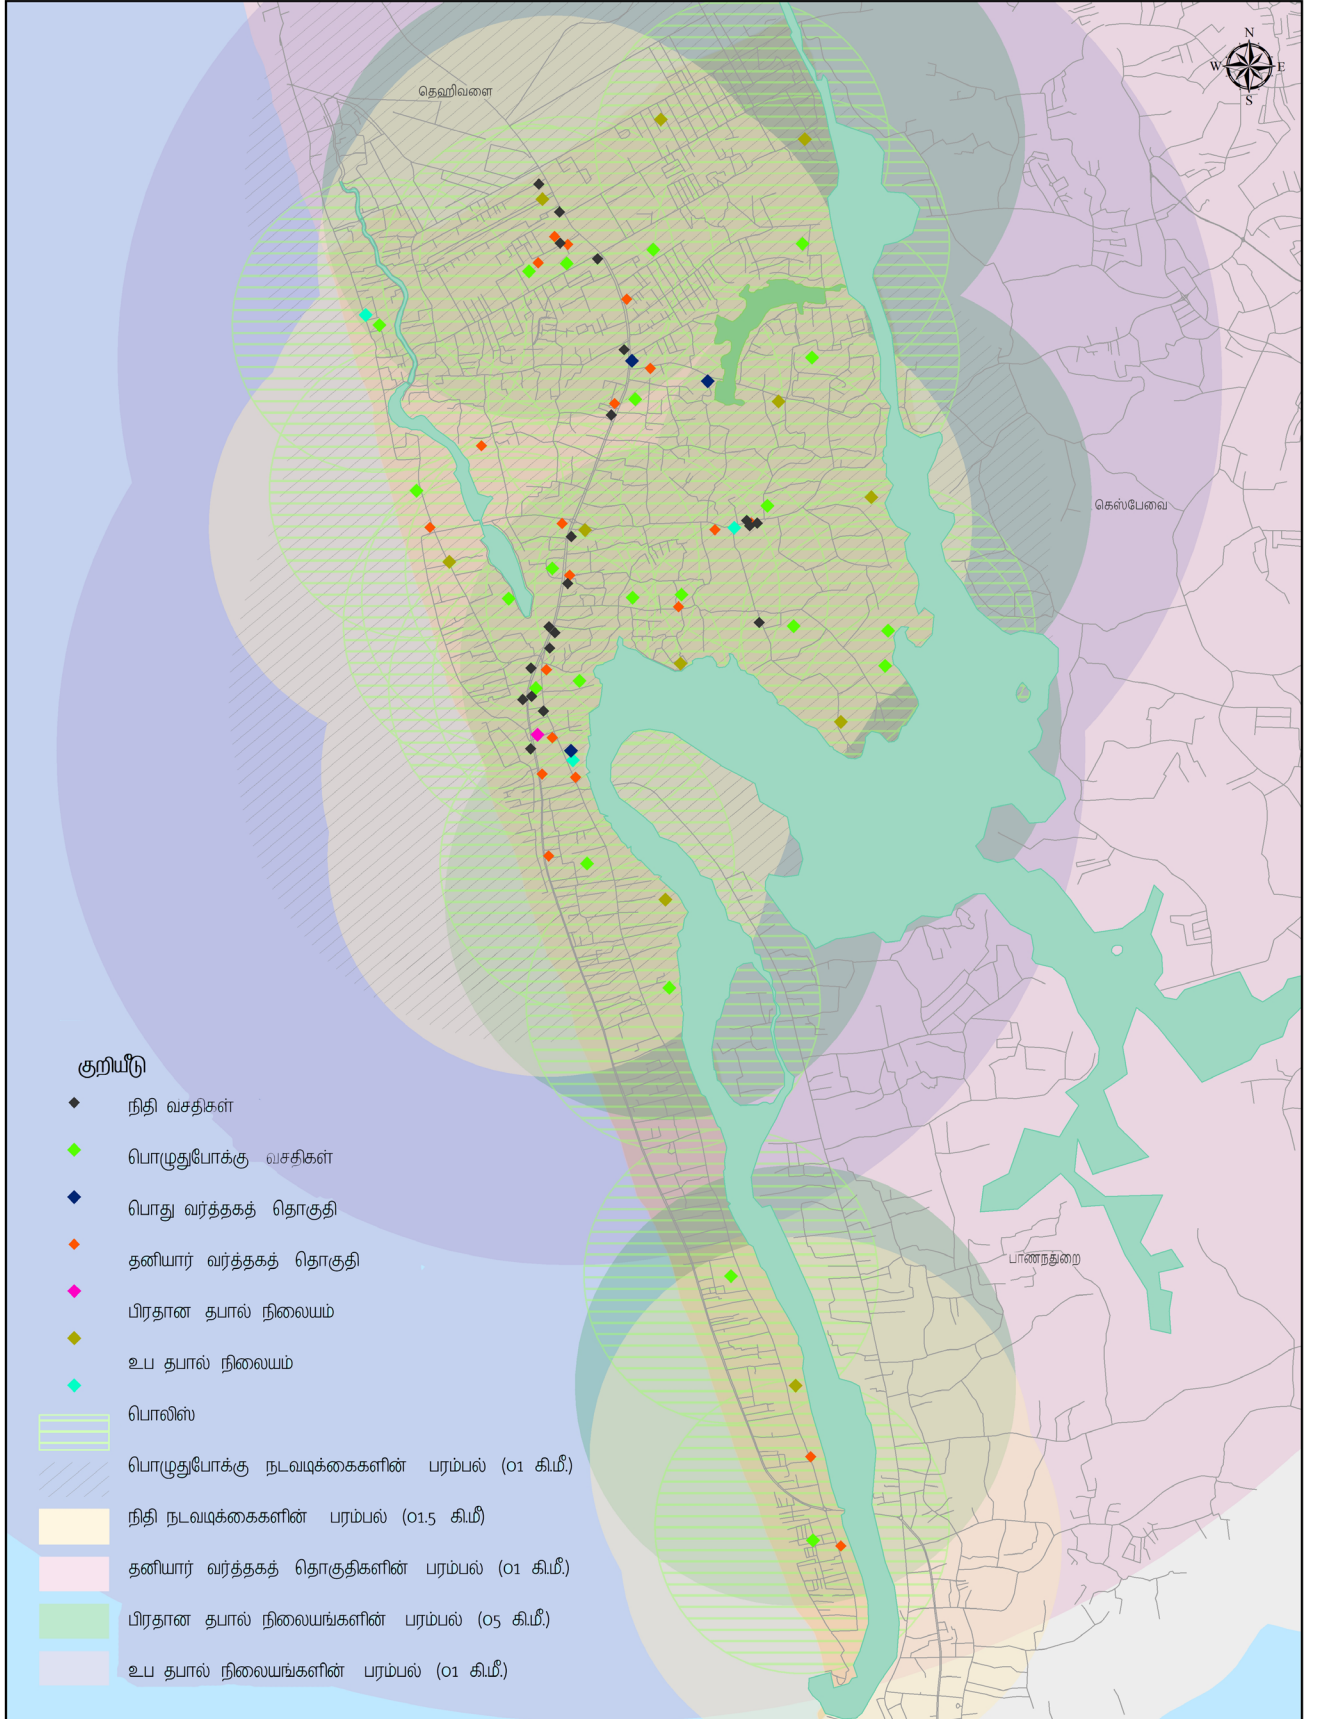 N
W E
S
தெஹிவளை
கெஸ்பேவை
பாணந்துறை
குறியீடு
நிதி வசதிகள்
பொழுதுபோக்கு வசதிகள்
பொது வர்த்தகத் தொகுதி
தனியார் வர்த்தகத் தொகுதி
பிரதான தபால் நிலையம்
உப தபால் நிலையம்
பொலிஸ்
பொழுதுபோக்கு நடவடிக்கைகளின் பரம்பல் (01 கி.மீ.)
நிதி நடவடிக்கைகளின் பரம்பல் (01.5 கி.மீ)
தனியார் வர்த்தகத் தொகுதிகளின் பரம்பல் (01 கி.மீ.)
பிரதான தபால் நிலையங்களின் பரம்பல் (05 கி.மீ.)
உப தபால் நிலையங்களின் பரம்பல் (01 கி.மீ.)